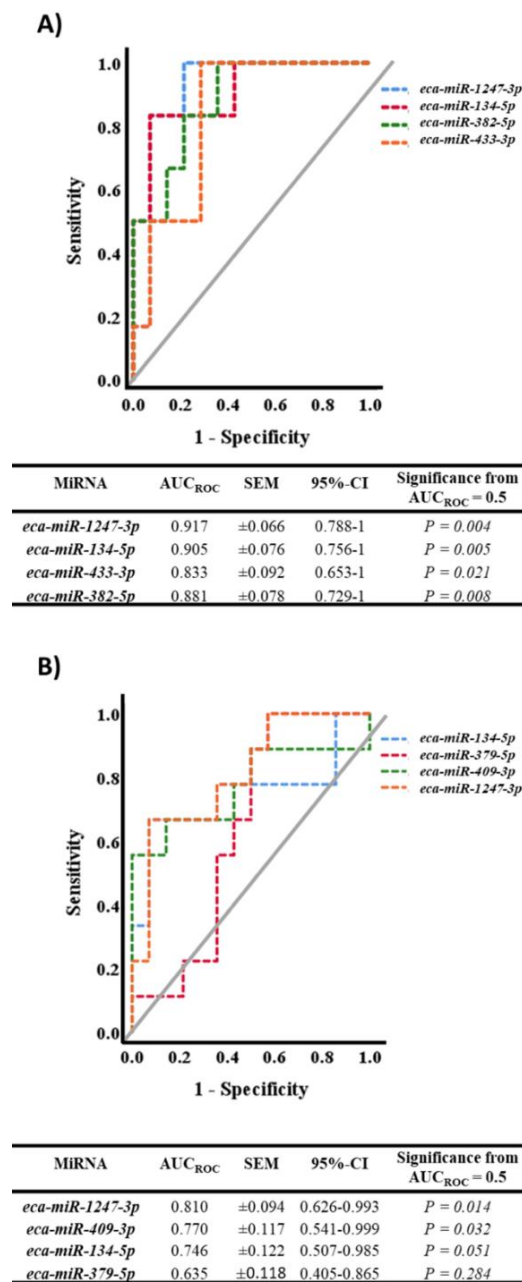 A)
1.0
0.8
0.6
0.4
0.2
0.0
Sensitivity
0.0 0.2 0.4 0.6 0.8 1.0
1 - Specificity
eca-miR-1247-3p
eca-miR-134-5p
eca-miR-382-5p
eca-miR-433-3p
MiRNA AUCROC SEM 95%-CI Significance from
AUCROC = 0.5
eca-miR-1247-3p 0.917 ±0.066 0.788-1 P = 0.004
eca-miR-134-5p 0.905 ±0.076 0.756-1 P = 0.005
eca-miR-433-3p 0.833 ±0.092 0.653-1 P = 0.021
eca-miR-382-5p 0.881 ±0.078 0.729-1 P = 0.008
B)
1.0
0.8
0.6
0.4
0.2
0.0
Sensitivity
0.0 0.2 0.4 0.6 0.8 1.0
1 - Specificity
eca-miR-134-5p
eca-miR-379-5p
eca-miR-409-3p
eca-miR-1247-3p
MiRNA AUCROC SEM 95%-CI Significance from
AUCROC = 0.5
eca-miR-1247-3p 0.810 ±0.094 0.626-0.993 P = 0.014
eca-miR-409-3p 0.770 ±0.117 0.541-0.999 P = 0.032
eca-miR-134-5p 0.746 ±0.122 0.507-0.985 P = 0.051
eca-miR-379-5p 0.635 ±0.118 0.405-0.865 P = 0.284